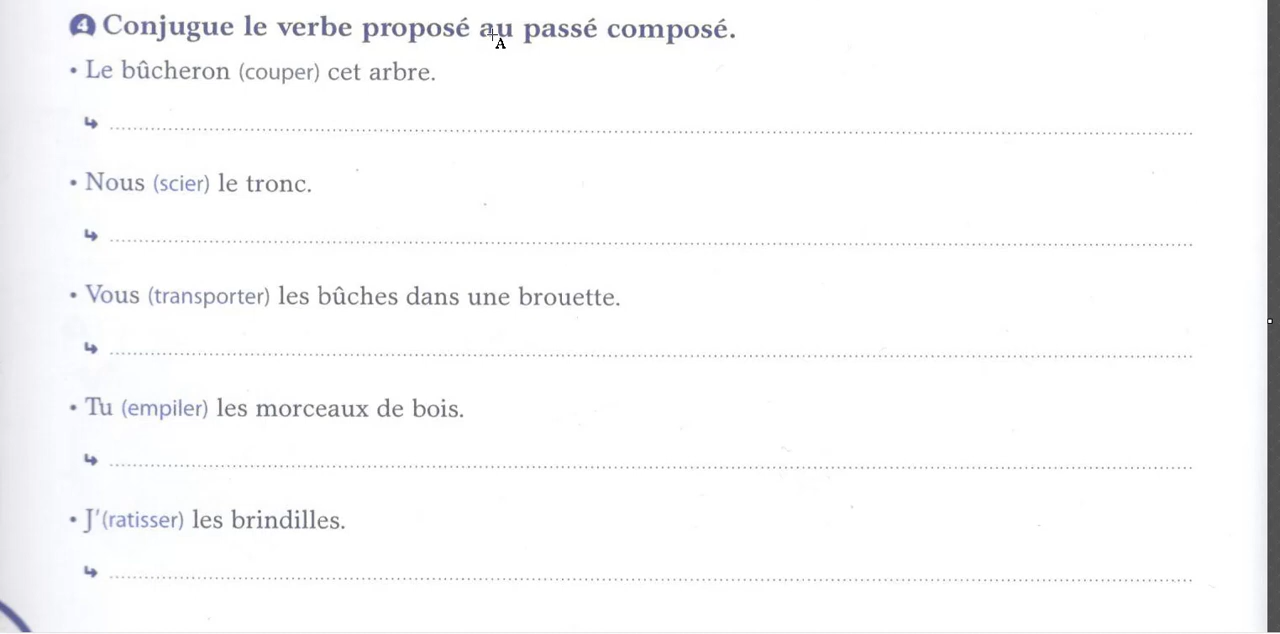 4 Conjugue le verbe proposé au passé composé.
• Le bûcheron (couper) cet arbre.
• Nous (scier) le tronc.
• Vous (transporter) les bûches dans une brouette.
• Tu (empiler) les morceaux de bois.
• J'(ratisser) les brindilles.